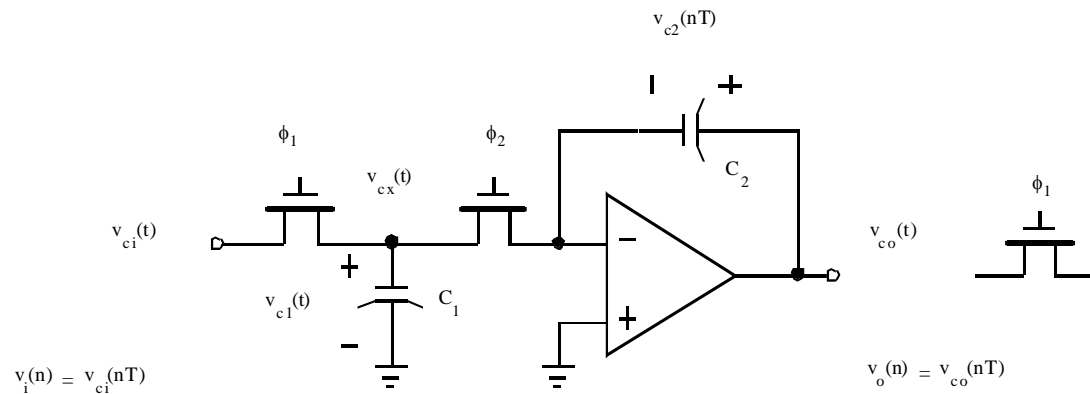 v_c2(nT)
ϕ_1
ϕ_2
C_2
v_cx(t)
ϕ_1
v_ci(t)
v_co(t)
v_c1(t)
C_1
v_i(n) = v_ci(nT)
v_o(n) = v_co(nT)